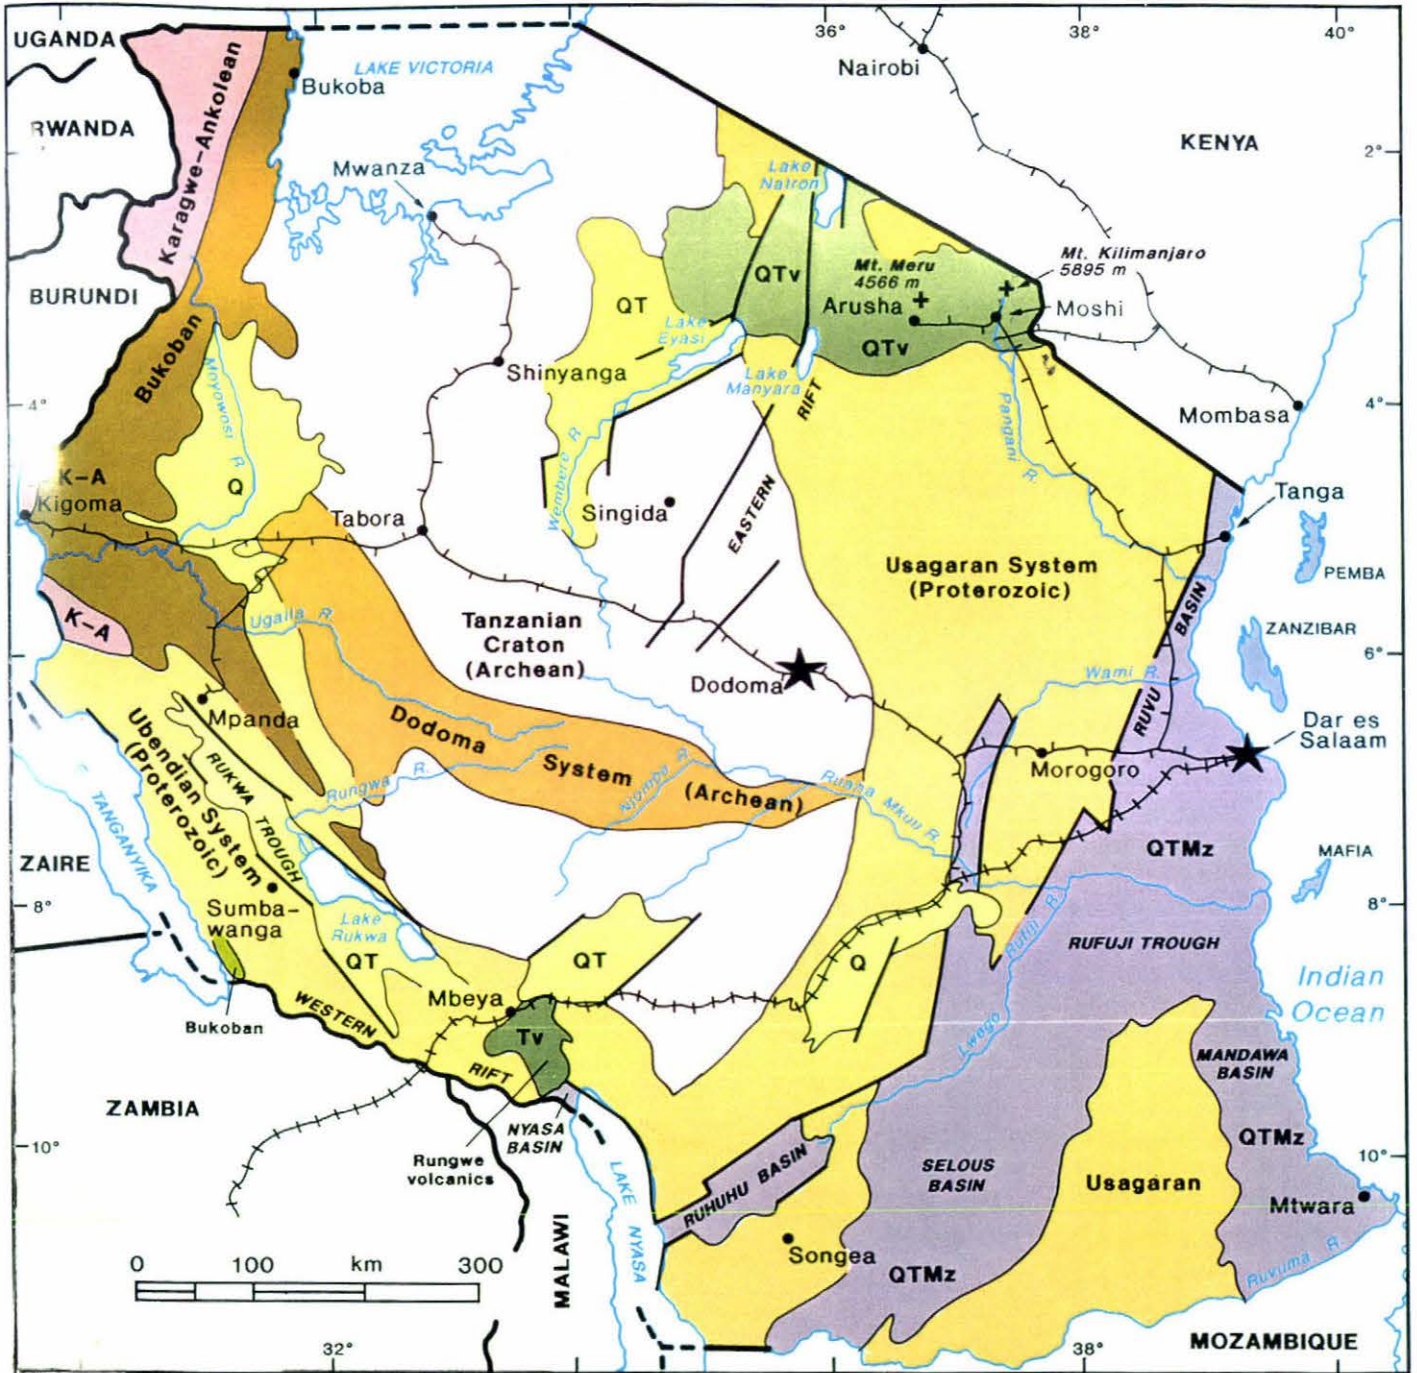 36°
38°
40°
UGANDA
Nairobi
LAKE VICTORIA
Bukoba
RWANDA
Karagwe-Ankolean
KENYA
2°
Mwanza
Lake
Natron
Mt. Kilimanjaro
5895 m
BURUNDI
QTv
Mt. Meru
4566 m
QT
Arusha
Moshi
Lake
Eyasi
QTv
Bukoban
Moyowosi R.
Shinyanga
Lake
Manyara
RIFT
4°
Pangani R.
Mombasa
4°
Wembere R.
K-A
Kigoma
Q
Tabora
Singida
EASTERN
Tanga
Usagaran System
(Proterozoic)
PEMBA
BASIN
K-A
Ugalla R.
Tanzanian
Craton
(Archean)
ZANZIBAR
6°
Dodoma
Wami R.
RUVU
Mpanda
Dodoma
System
(Archean)
Dar es
Salaam
Ubendian System
(Proterozoic)
RUKWA TROUGH
Rungwa R.
Njombe R.
Ruaha Mkuu R.
Morogoro
TANGANYIKA
QTMz
MAFIA
ZAIRE
8°
Sumba-
wanga
Lake
Rukwa
QT
QT
Q
Rufiji R.
8°
RUFUJI TROUGH
Indian
Ocean
Bukoban
WESTERN
Mbeya
Tv
Lwego
MANDAWA
BASIN
RIFT
ZAMBIA
NYASA
BASIN
QTMz
10°
Rungwe
volcanics
LAKE NYASA
RUHUHU BASIN
SELOUS
BASIN
10°
Usagaran
Mtwara
Songea
QTMz
Ruvuma R.
0
100
km
300
MALAWI
32°
38°
MOZAMBIQUE